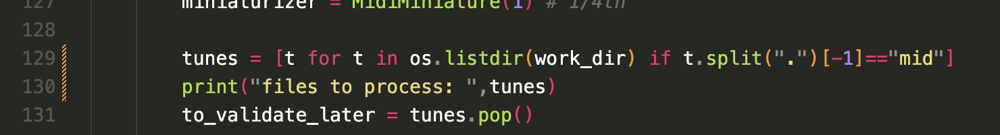 127 miniaturizer = MidiMiniature(1) # 1/4th
128
129 tunes = [t for t in os.listdir(work_dir) if t.split(".")[-1]=="mid"]
130 print("files to process: ",tunes)
131 to_validate_later = tunes.pop()